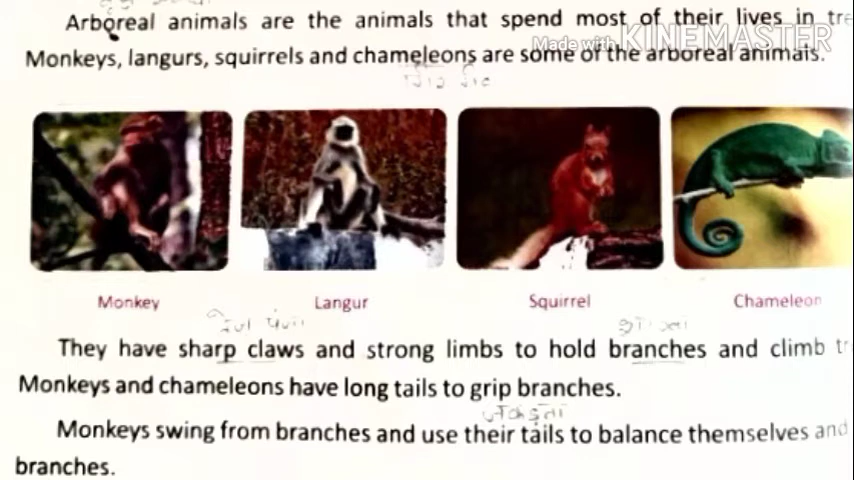 Arboreal animals are the animals that spend most of their lives in tre
Made with KINEMASTER
Monkeys, langurs, squirrels and chameleons are some of the arboreal animals.
Monkey
Langur
Squirrel
Chameleon
They have sharp claws and strong limbs to hold branches and climb tr
Monkeys and chameleons have long tails to grip branches.
Monkeys swing from branches and use their tails to balance themselves and
branches.